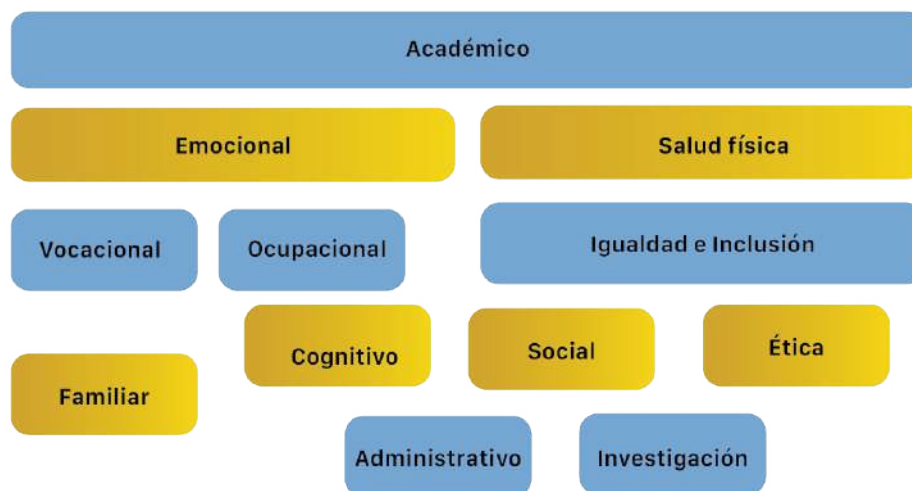 Académico
Emocional
Salud física
Vocacional
Ocupacional
Igualdad e Inclusión
Cognitivo
Social
Ética
Familiar
Administrativo
Investigación